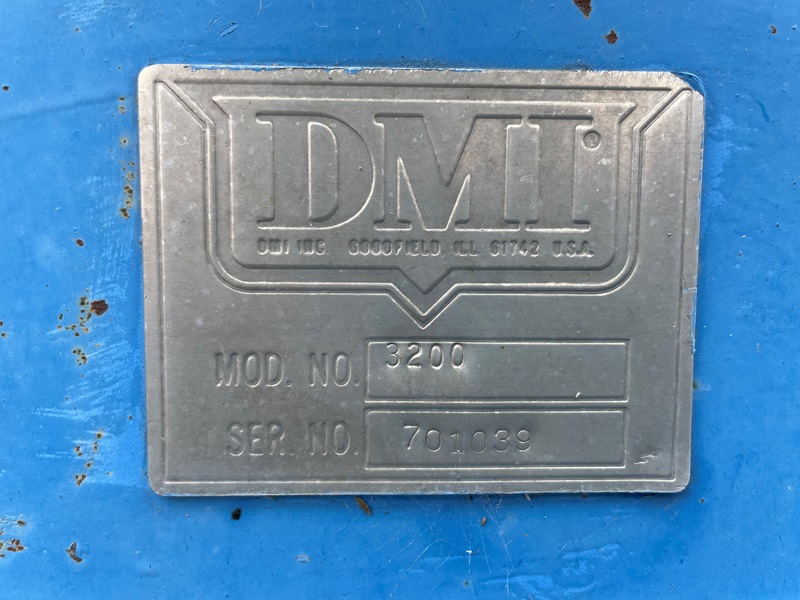 DMI®
DMI INC GOODFIELD, ILL 61742 U.S.A.
MOD. NO. 3200
SER. NO. 701039